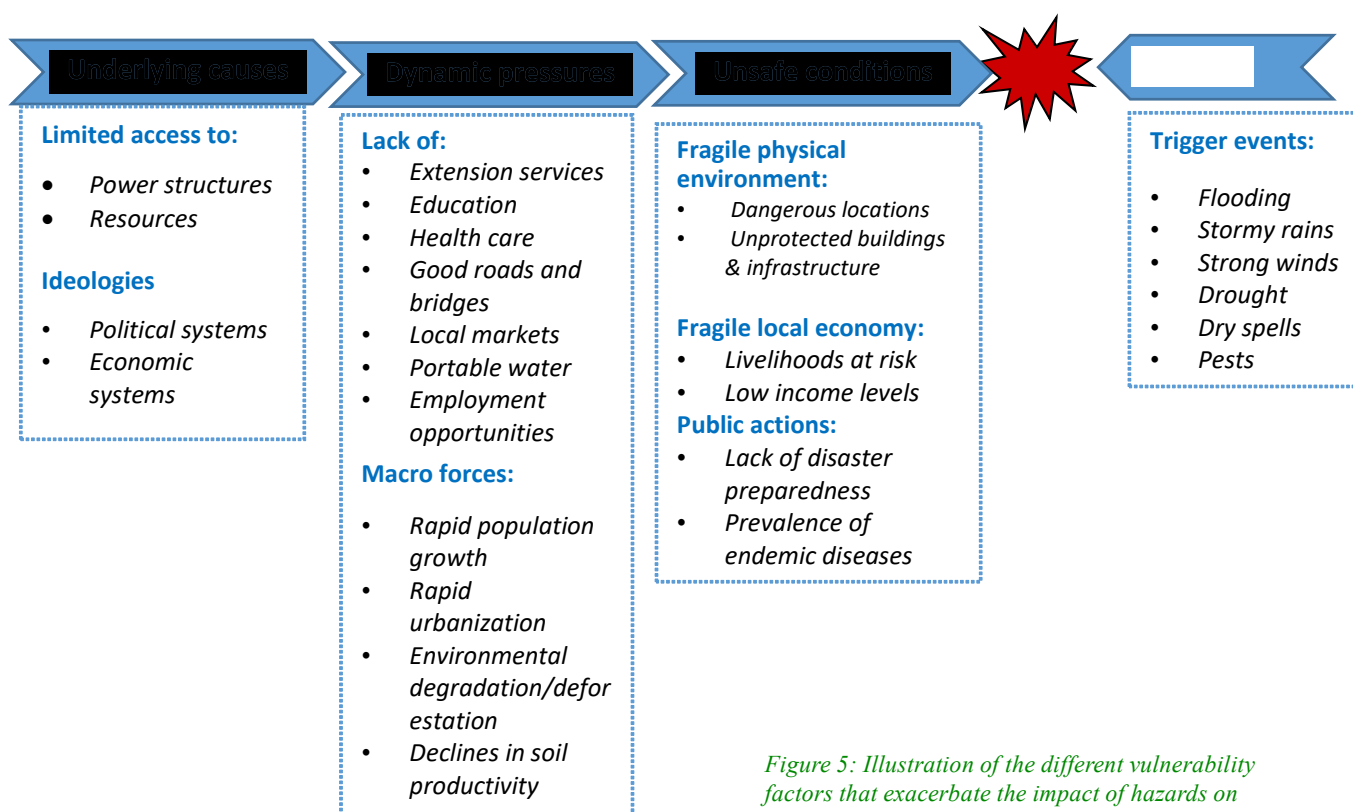 Underlying causes
Dynamic pressures
Unsafe conditions
Limited access to:
• Power structures
• Resources
Ideologies
• Political systems
• Economic
systems
Lack of:
• Extension services
• Education
• Health care
• Good roads and
bridges
• Local markets
• Portable water
• Employment
opportunities
Macro forces:
• Rapid population
growth
• Rapid
urbanization
• Environmental
degradation/defor
estation
• Declines in soil
productivity
Fragile physical
environment:
• Dangerous locations
• Unprotected buildings
& infrastructure
Fragile local economy:
• Livelihoods at risk
• Low income levels
Public actions:
• Lack of disaster
preparedness
• Prevalence of
endemic diseases
Trigger events:
• Flooding
• Stormy rains
• Strong winds
• Drought
• Dry spells
• Pests
Figure 5: Illustration of the different vulnerability
factors that exacerbate the impact of hazards on